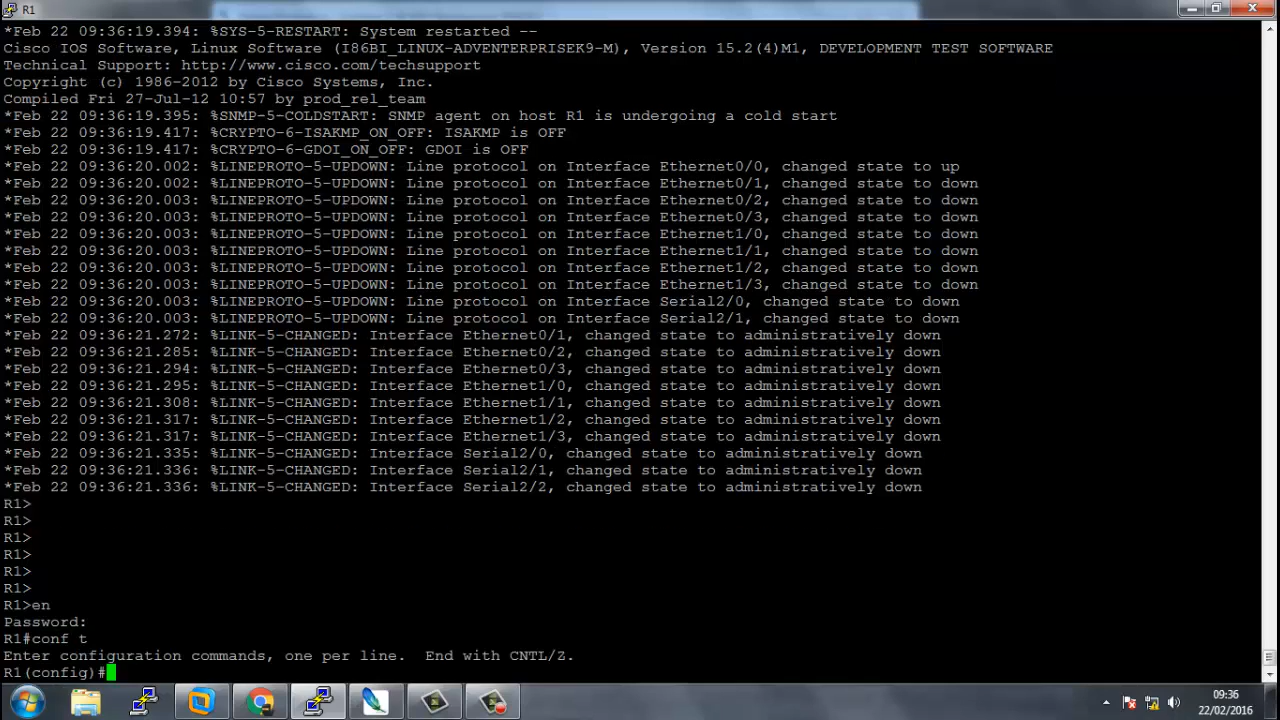 R1
*Feb 22 09:36:19.394: %SYS-5-RESTART: System restarted --
Cisco IOS Software, Linux Software (I86BI_LINUX-ADVENTERPRISEK9-M), Version 15.2(4)M1, DEVELOPMENT TEST SOFTWARE
Technical Support: http://www.cisco.com/techsupport
Copyright (c) 1986-2012 by Cisco Systems, Inc.
Compiled Fri 27-Jul-12 10:57 by prod_rel_team
*Feb 22 09:36:19.395: %SNMP-5-COLDSTART: SNMP agent on host R1 is undergoing a cold start
*Feb 22 09:36:19.417: %CRYPTO-6-ISAKMP_ON_OFF: ISAKMP is OFF
*Feb 22 09:36:19.417: %CRYPTO-6-GDOI_ON_OFF: GDOI is OFF
*Feb 22 09:36:20.002: %LINEPROTO-5-UPDOWN: Line protocol on Interface Ethernet0/0, changed state to up
*Feb 22 09:36:20.002: %LINEPROTO-5-UPDOWN: Line protocol on Interface Ethernet0/1, changed state to down
*Feb 22 09:36:20.003: %LINEPROTO-5-UPDOWN: Line protocol on Interface Ethernet0/2, changed state to down
*Feb 22 09:36:20.003: %LINEPROTO-5-UPDOWN: Line protocol on Interface Ethernet0/3, changed state to down
*Feb 22 09:36:20.003: %LINEPROTO-5-UPDOWN: Line protocol on Interface Ethernet1/0, changed state to down
*Feb 22 09:36:20.003: %LINEPROTO-5-UPDOWN: Line protocol on Interface Ethernet1/1, changed state to down
*Feb 22 09:36:20.003: %LINEPROTO-5-UPDOWN: Line protocol on Interface Ethernet1/2, changed state to down
*Feb 22 09:36:20.003: %LINEPROTO-5-UPDOWN: Line protocol on Interface Ethernet1/3, changed state to down
*Feb 22 09:36:20.003: %LINEPROTO-5-UPDOWN: Line protocol on Interface Serial2/0, changed state to down
*Feb 22 09:36:20.003: %LINEPROTO-5-UPDOWN: Line protocol on Interface Serial2/1, changed state to down
*Feb 22 09:36:21.272: %LINK-5-CHANGED: Interface Ethernet0/1, changed state to administratively down
*Feb 22 09:36:21.285: %LINK-5-CHANGED: Interface Ethernet0/2, changed state to administratively down
*Feb 22 09:36:21.294: %LINK-5-CHANGED: Interface Ethernet0/3, changed state to administratively down
*Feb 22 09:36:21.295: %LINK-5-CHANGED: Interface Ethernet1/0, changed state to administratively down
*Feb 22 09:36:21.308: %LINK-5-CHANGED: Interface Ethernet1/1, changed state to administratively down
*Feb 22 09:36:21.317: %LINK-5-CHANGED: Interface Ethernet1/2, changed state to administratively down
*Feb 22 09:36:21.317: %LINK-5-CHANGED: Interface Ethernet1/3, changed state to administratively down
*Feb 22 09:36:21.335: %LINK-5-CHANGED: Interface Serial2/0, changed state to administratively down
*Feb 22 09:36:21.336: %LINK-5-CHANGED: Interface Serial2/1, changed state to administratively down
*Feb 22 09:36:21.336: %LINK-5-CHANGED: Interface Serial2/2, changed state to administratively down
R1>
R1>
R1>
R1>
R1>
R1>
R1>en
Password:
R1#conf t
Enter configuration commands, one per line.  End with CNTL/Z.
R1(config)#
09:36
22/02/2016